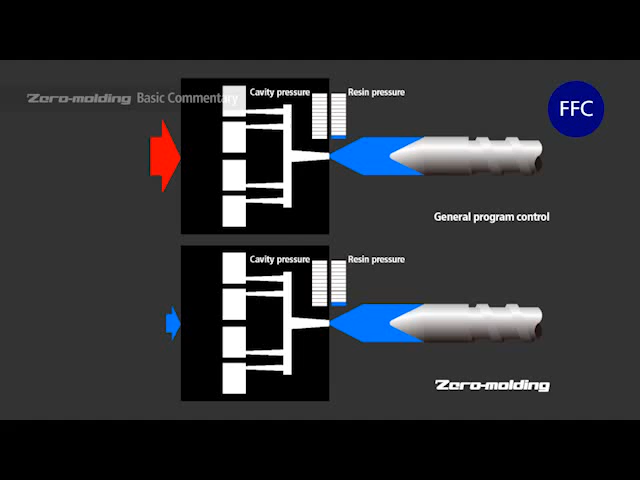 Zero-molding Basic Commentary
FFC
Cavity pressure
Resin pressure
General program control
Cavity pressure
Resin pressure
Zero-molding